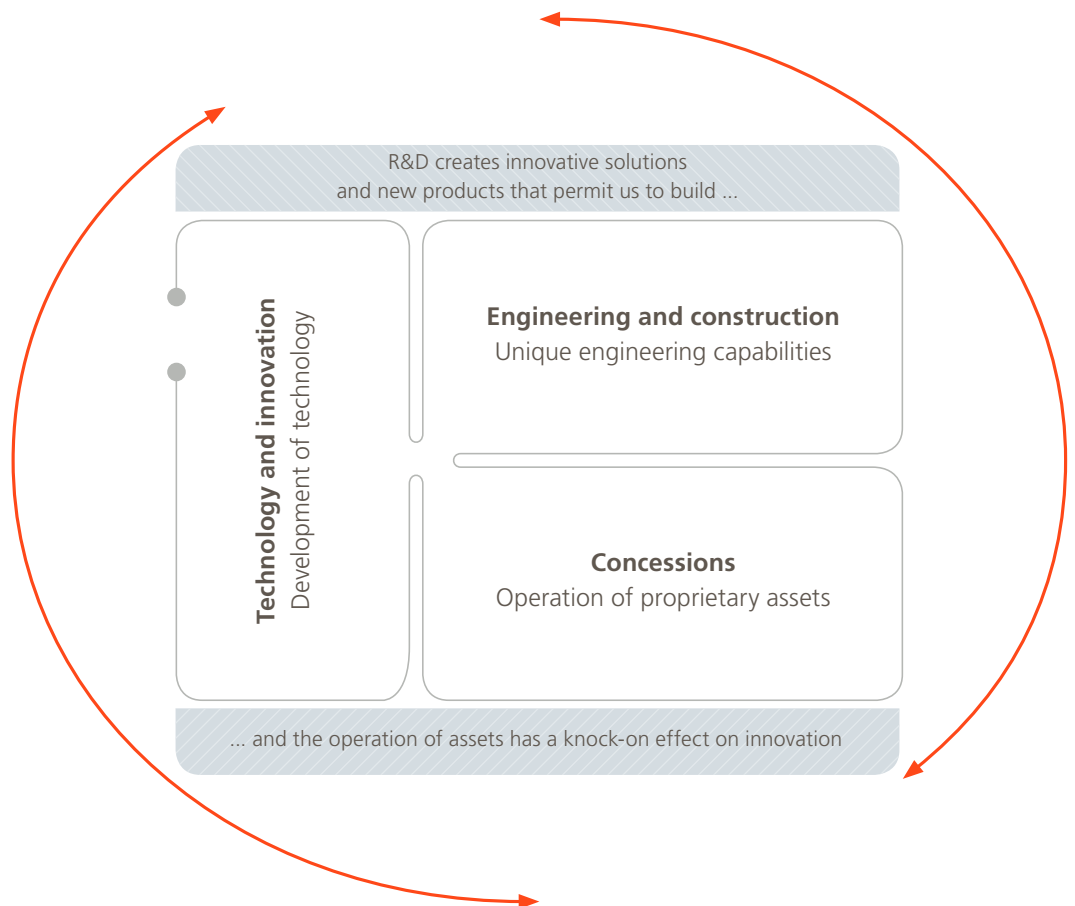 R&D creates innovative solutions
and new products that permit us to build ...
Technology and innovation
Development of technology
Engineering and construction
Unique engineering capabilities
Concessions
Operation of proprietary assets
... and the operation of assets has a knock-on effect on innovation